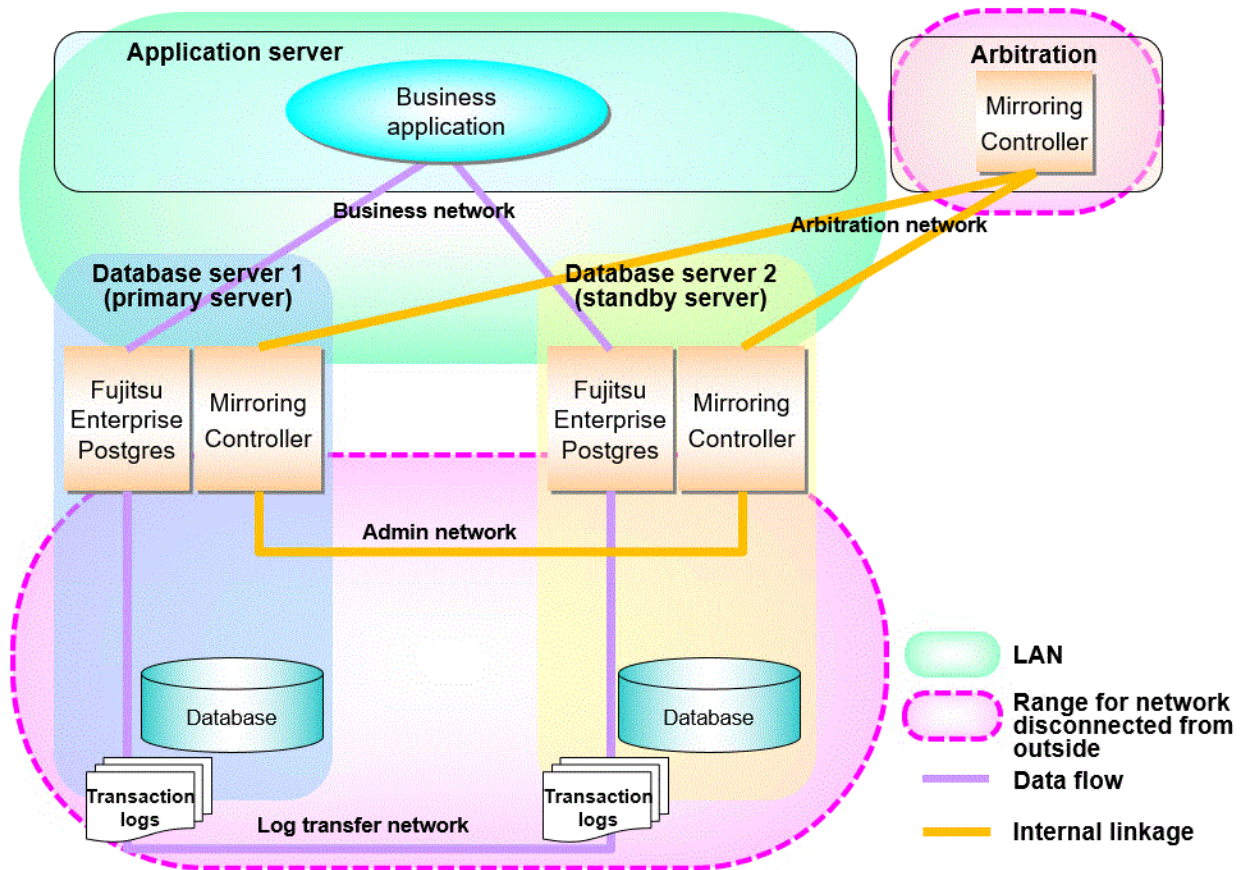 Application server
Business
application
Arbitration
Mirroring
Controller
Business network
Arbitration network
Database server 1
(primary server)
Database server 2
(standby server)
Fujitsu
Enterprise
Postgres
Mirroring
Controller
Fujitsu
Enterprise
Postgres
Mirroring
Controller
Admin network
Database
Database
Transaction
logs
Transaction
logs
Log transfer network
LAN
Range for network
disconnected from
outside
Data flow
Internal linkage